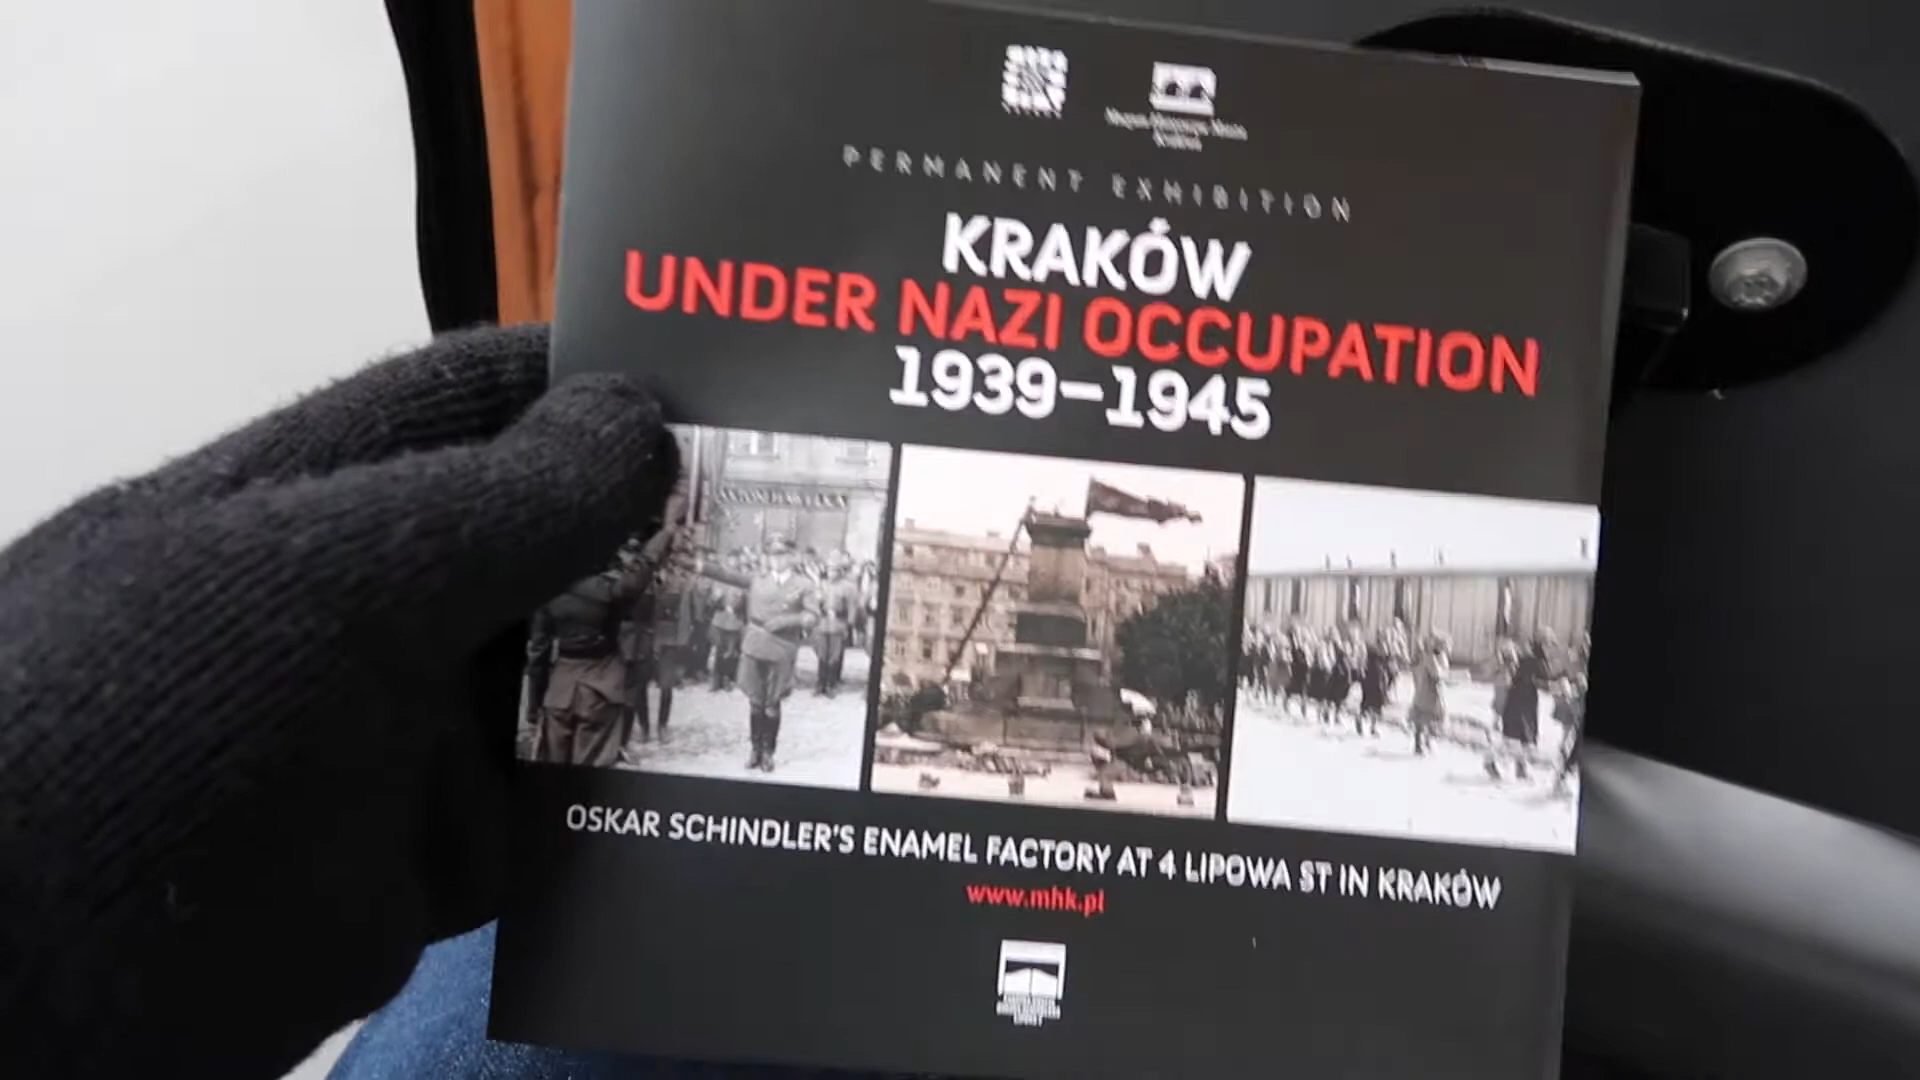 PERMANENT EXHIBITION
KRAKÓW
UNDER NAZI OCCUPATION
1939–1945
OSKAR SCHINDLER'S ENAMEL FACTORY AT 4 LIPOWA ST IN KRAKÓW
www.mhk.pl